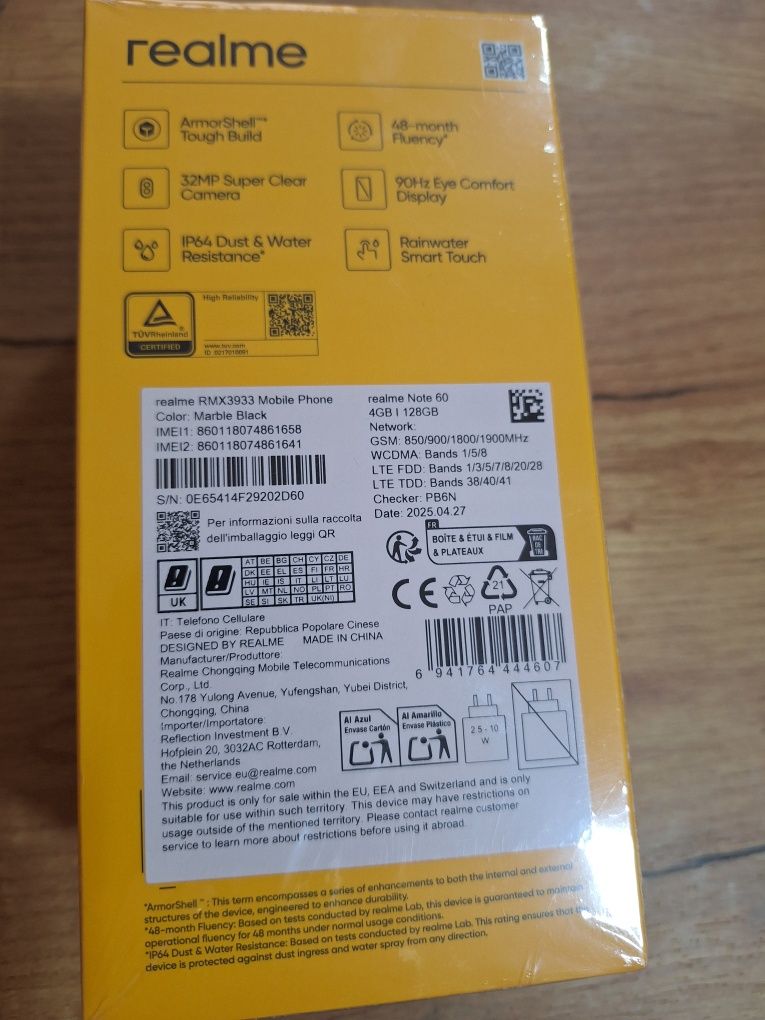 realme
ArmorShell™*
Tough Build
48-month
Fluency*
32MP Super Clear
Camera
90Hz Eye Comfort
Display
IP64 Dust & Water
Resistance*
Rainwater
Smart Touch
TÜVRheinland
CERTIFIED
High Reliability
www.tuv.com
ID :0217018091
realme RMX3933 Mobile Phone
Color: Marble Black
IMEI1: 860118074861658
IMEI2: 860118074861641
S/N: 0E65414F29202D60
Per informazioni sulla raccolta
dell'imballaggio leggi QR
realme Note 60
4GB | 128GB
Network:
GSM: 850/900/1800/1900MHz
WCDMA: Bands 1/5/8
LTE FDD: Bands 1/3/5/7/8/20/28
LTE TDD: Bands 38/40/41
Checker: PB6N
Date: 2025.04.27
FR
BOÎTE & ÉTUI & FILM
& PLATEAUX
BAC
DE
TRI
UK
AT BE BG CH CY CZ DE
DK EE EL ES FI FR HR
HU IE IS IT LI LT LU
LV MT NL NO PL PT RO
SE SI SK TR UK(NI)
CE
21
PAP
IT: Telefono Cellulare
Paese di origine: Repubblica Popolare Cinese
DESIGNED BY REALME MADE IN CHINA
Manufacturer/Produttore:
Realme Chongqing Mobile Telecommunications
Corp., Ltd.
No.178 Yulong Avenue, Yufengshan, Yubei District,
Chongqing, China
Importer/Importatore:
Reflection Investment B.V.
Hofplein 20, 3032AC Rotterdam,
the Netherlands
Email: service.eu@realme.com
Website: www.realme.com
6 941764 444607
Al Azul
Envase Cartón
Al Amarillo
Envase Plástico
2.5 - 10
W
This product is only for sale within the EU, EEA and Switzerland and is only
suitable for use within such territory. This device may have restrictions on
usage outside of the mentioned territory. Please contact realme customer
service to learn more about restrictions before using it abroad.
*ArmorShell™: This term encompasses a series of enhancements to both the internal and external
structures of the device, engineered to enhance durability.
*48-month Fluency: Based on tests conducted by realme Lab, this device is guaranteed to maintain
operational fluency for 48 months under normal usage conditions.
*IP64 Dust & Water Resistance: Based on tests conducted by realme Lab. This rating ensures that the
device is protected against dust ingress and water spray from any direction.